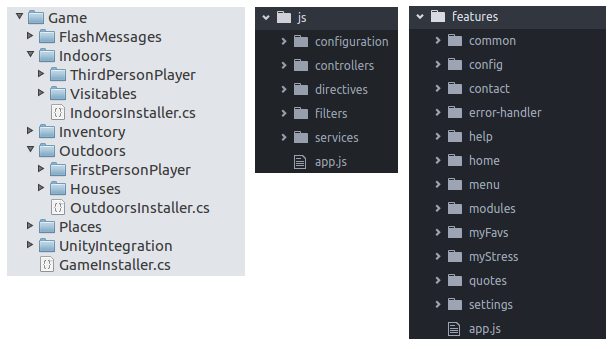 Game
FlashMessages
Indoors
ThirdPersonPlayer
Visitables
IndoorsInstaller.cs
Inventory
Outdoors
FirstPersonPlayer
Houses
OutdoorsInstaller.cs
Places
UnityIntegration
GameInstaller.cs
js
configuration
controllers
directives
filters
services
app.js
features
common
config
contact
error-handler
help
home
menu
modules
myFavs
myStress
quotes
settings
app.js